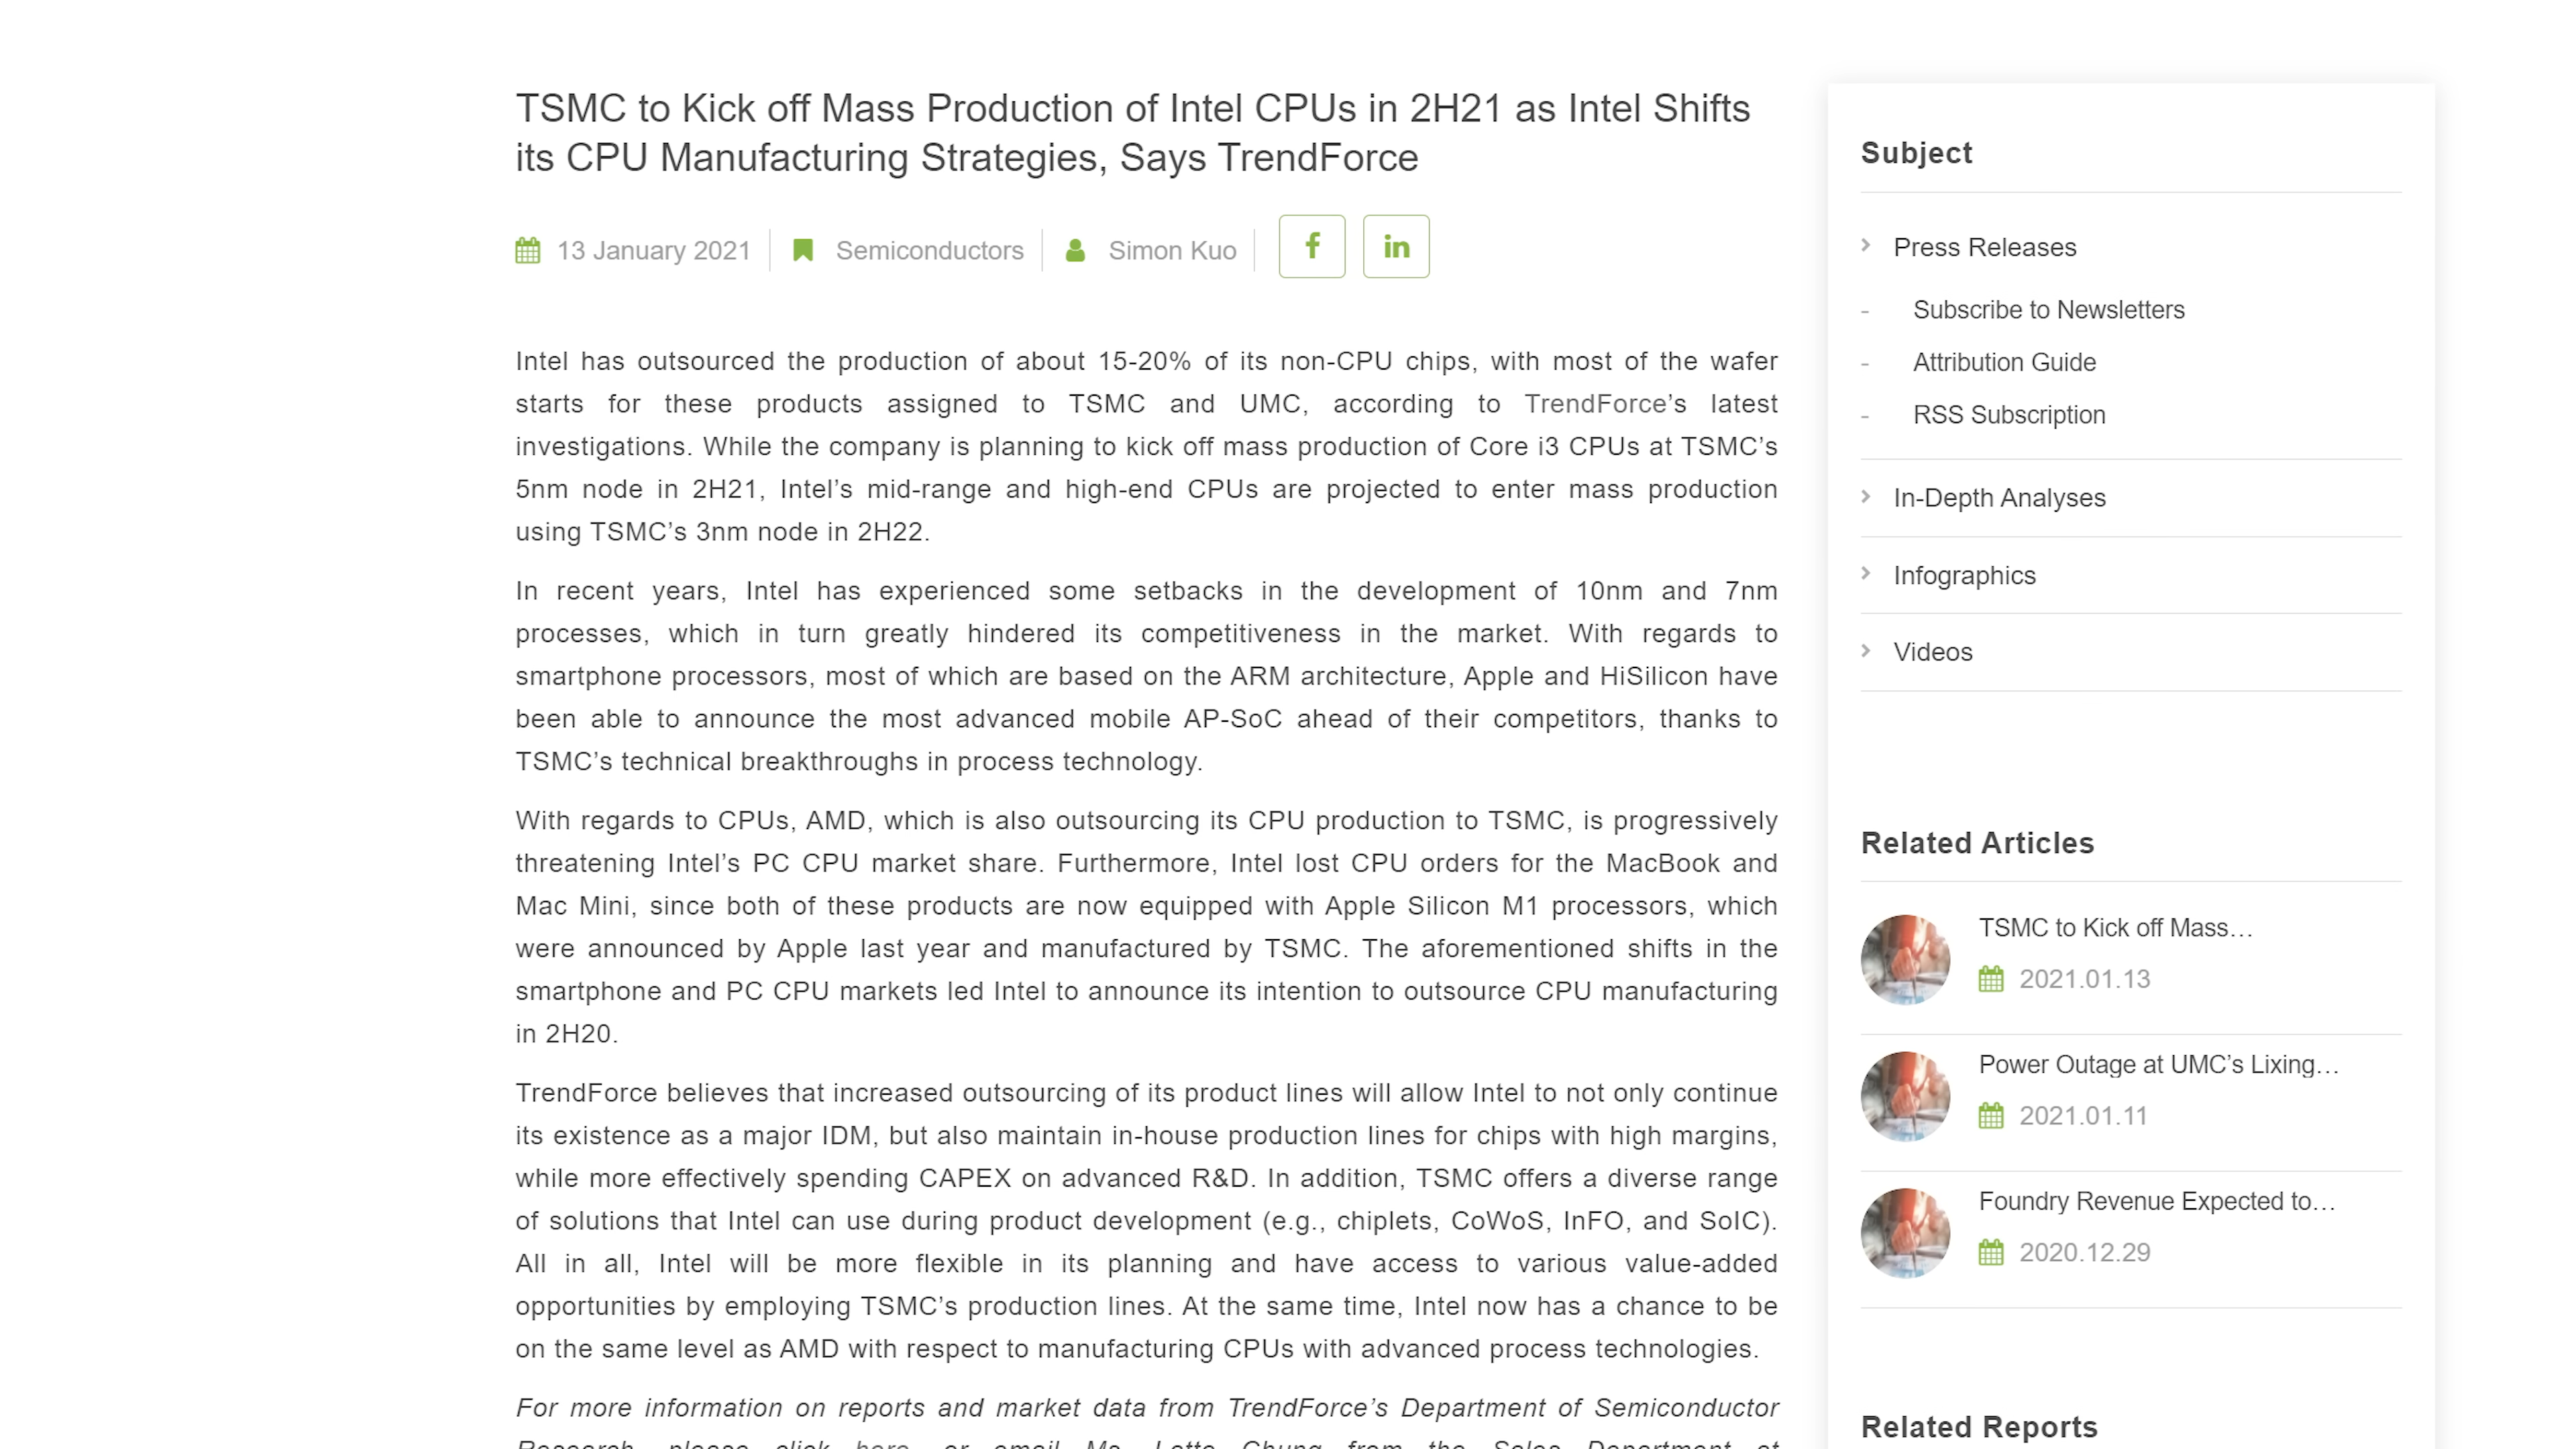 TSMC to Kick off Mass Production of Intel CPUs in 2H21 as Intel Shifts
its CPU Manufacturing Strategies, Says TrendForce
13 January 2021 Semiconductors Simon Kuo f in
Intel has outsourced the production of about 15-20% of its non-CPU chips, with most of the wafer
starts for these products assigned to TSMC and UMC, according to TrendForce’s latest
investigations. While the company is planning to kick off mass production of Core i3 CPUs at TSMC’s
5nm node in 2H21, Intel’s mid-range and high-end CPUs are projected to enter mass production
using TSMC’s 3nm node in 2H22.
In recent years, Intel has experienced some setbacks in the development of 10nm and 7nm
processes, which in turn greatly hindered its competitiveness in the market. With regards to
smartphone processors, most of which are based on the ARM architecture, Apple and HiSilicon have
been able to announce the most advanced mobile AP-SoC ahead of their competitors, thanks to
TSMC’s technical breakthroughs in process technology.
With regards to CPUs, AMD, which is also outsourcing its CPU production to TSMC, is progressively
threatening Intel’s PC CPU market share. Furthermore, Intel lost CPU orders for the MacBook and
Mac Mini, since both of these products are now equipped with Apple Silicon M1 processors, which
were announced by Apple last year and manufactured by TSMC. The aforementioned shifts in the
smartphone and PC CPU markets led Intel to announce its intention to outsource CPU manufacturing
in 2H20.
TrendForce believes that increased outsourcing of its product lines will allow Intel to not only continue
its existence as a major IDM, but also maintain in-house production lines for chips with high margins,
while more effectively spending CAPEX on advanced R&D. In addition, TSMC offers a diverse range
of solutions that Intel can use during product development (e.g., chiplets, CoWoS, InFO, and SoIC).
All in all, Intel will be more flexible in its planning and have access to various value-added
opportunities by employing TSMC’s production lines. At the same time, Intel now has a chance to be
on the same level as AMD with respect to manufacturing CPUs with advanced process technologies.
For more information on reports and market data from TrendForce’s Department of Semiconductor
Research, please click here, or email Ms. Latte Chung from the Sales Department at
Subject
Press Releases
- Subscribe to Newsletters
- Attribution Guide
- RSS Subscription
In-Depth Analyses
Infographics
Videos
Related Articles
TSMC to Kick off Mass…
2021.01.13
Power Outage at UMC’s Lixing…
2021.01.11
Foundry Revenue Expected to…
2020.12.29
Related Reports